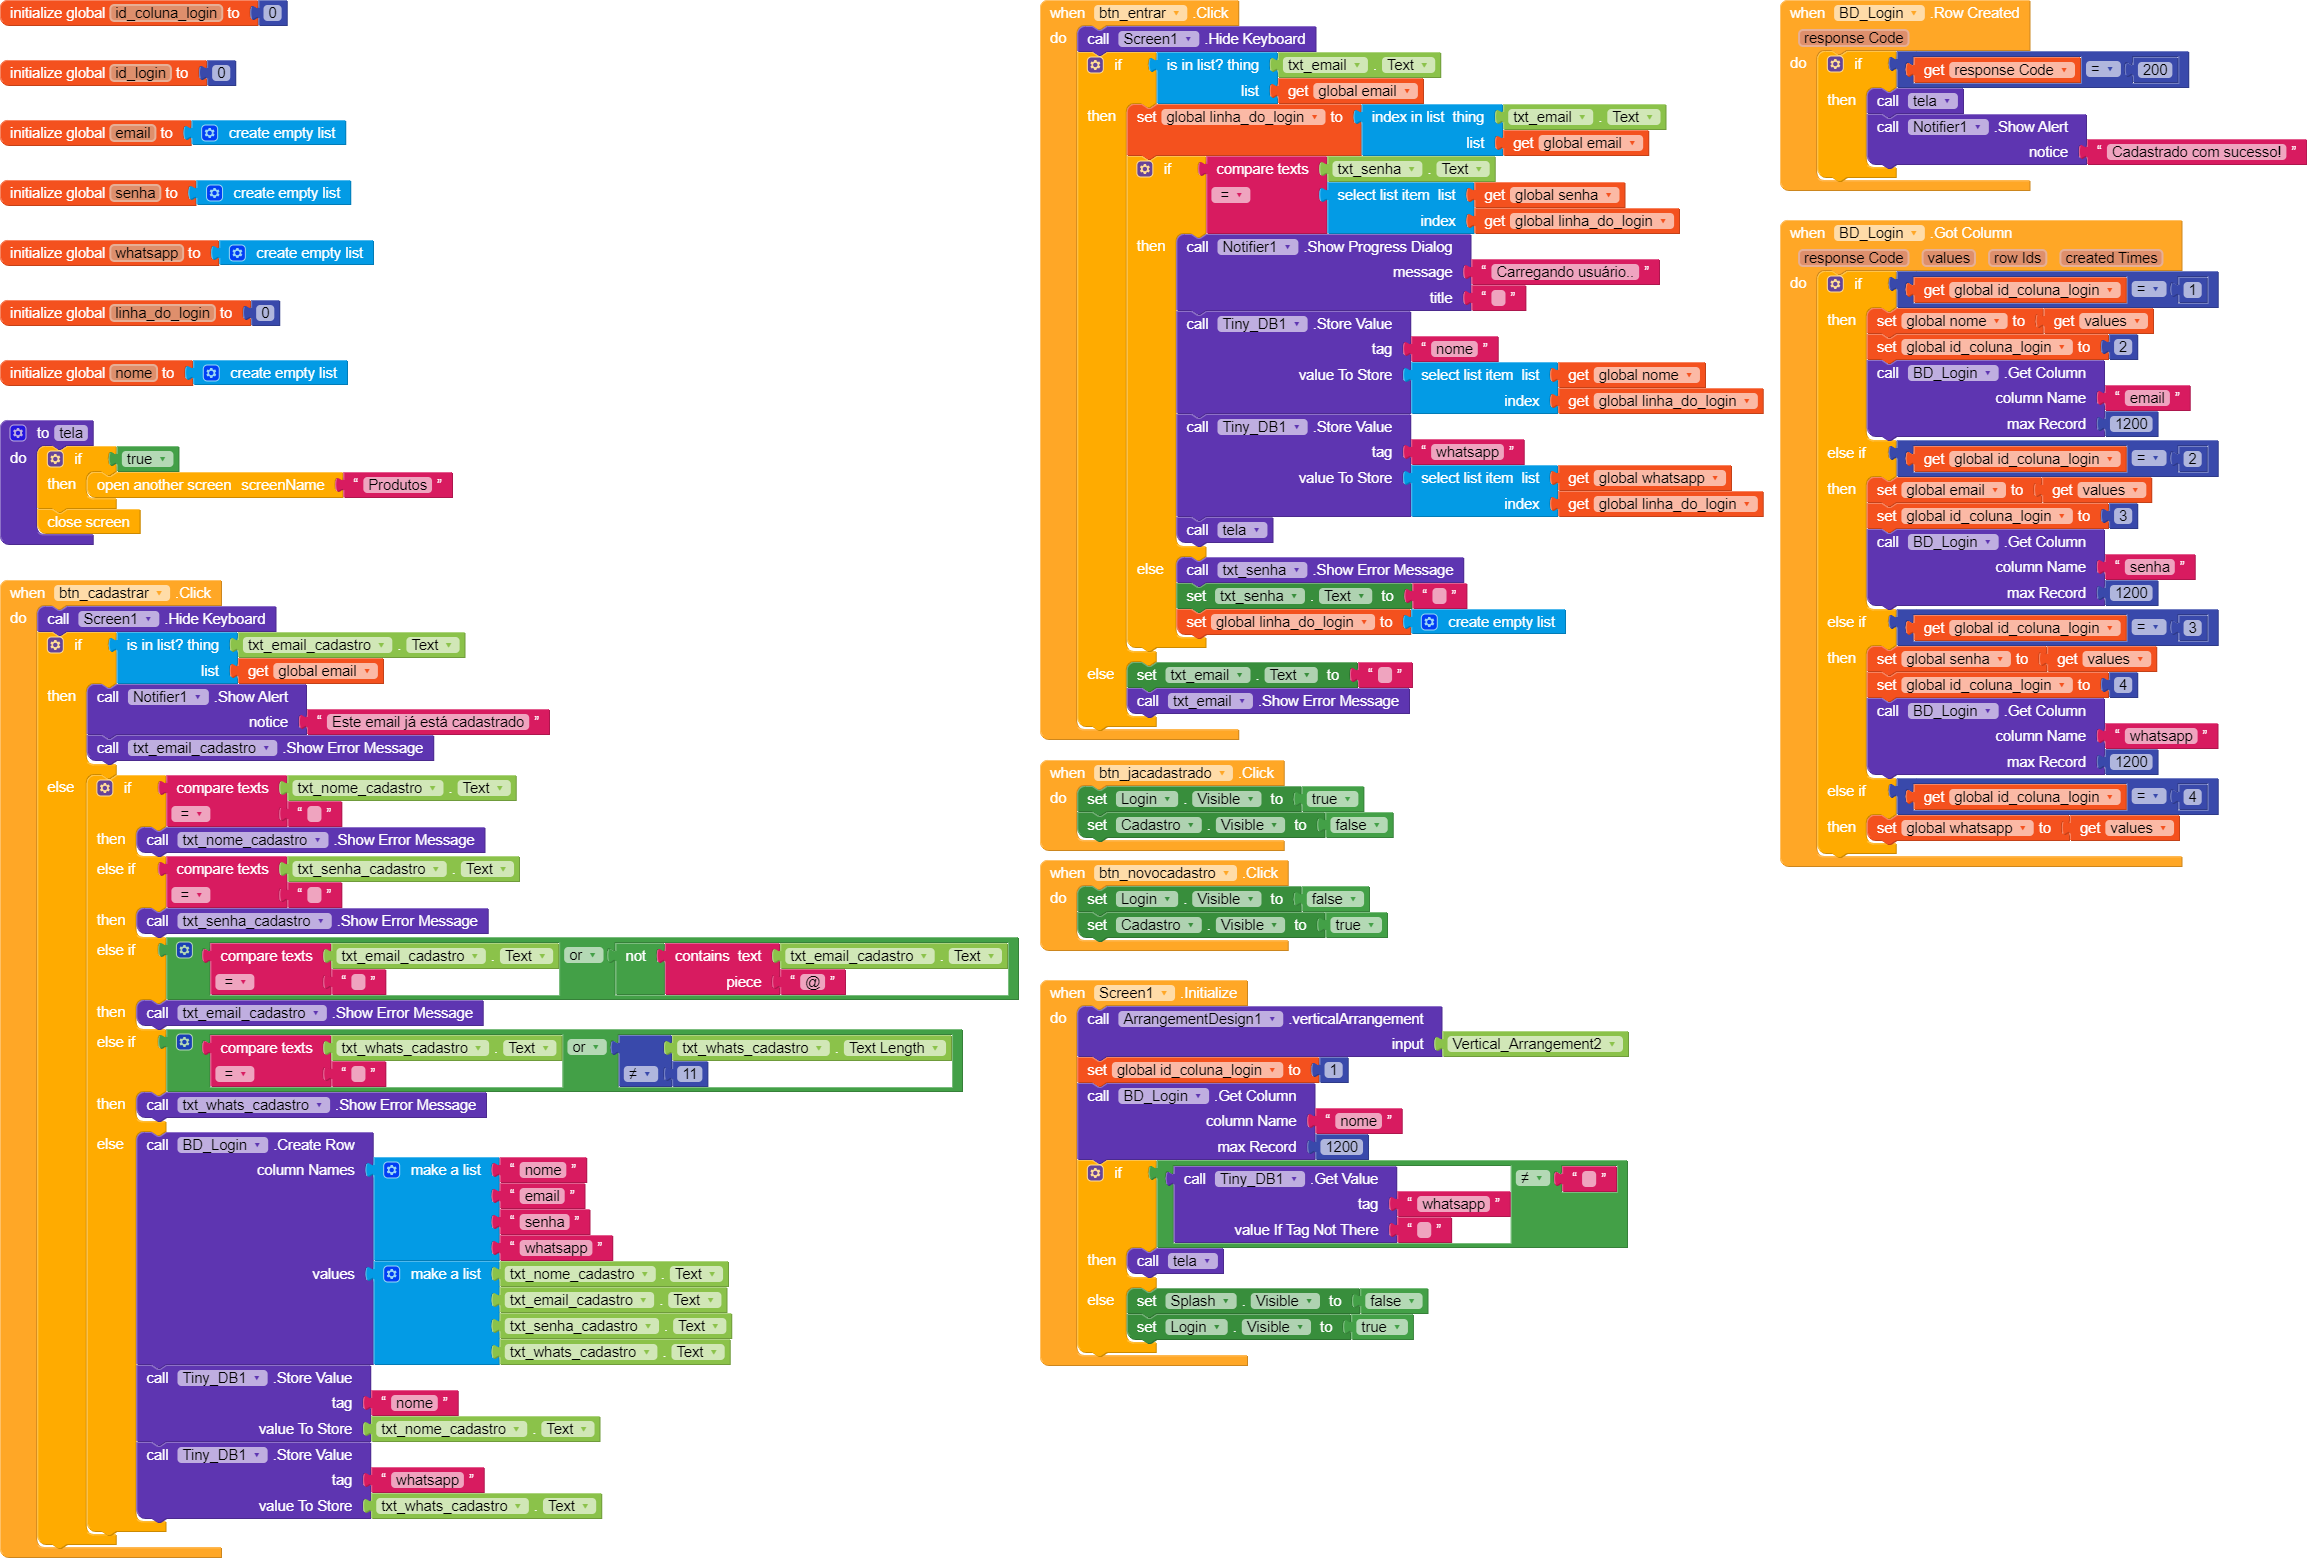 initialize global id_coluna_login to 0
initialize global id_login to 0
initialize global email to create empty list
initialize global senha to create empty list
initialize global whatsapp to create empty list
initialize global linha_do_login to 0
initialize global nome to create empty list
to tela
do if true
then open another screen screenName “ Produtos ”
close screen
when btn_cadastrar .Click
do call Screen1 .Hide Keyboard
if is in list? thing txt_email_cadastro . Text
list get global email
then call Notifier1 .Show Alert
notice “ Este email já está cadastrado ”
call txt_email_cadastro .Show Error Message
else if compare texts txt_nome_cadastro . Text
= “ ”
then call txt_nome_cadastro .Show Error Message
else if compare texts txt_senha_cadastro . Text
= “ ”
then call txt_senha_cadastro .Show Error Message
else if compare texts txt_email_cadastro . Text or not contains text txt_email_cadastro . Text
= “ ” piece “ @ ”
then call txt_email_cadastro .Show Error Message
else if compare texts txt_whats_cadastro . Text or txt_whats_cadastro . Text Length
= “ ” ≠ 11
then call txt_whats_cadastro .Show Error Message
else call BD_Login .Create Row
column Names make a list “ nome ”
“ email ”
“ senha ”
“ whatsapp ”
values make a list txt_nome_cadastro . Text
txt_email_cadastro . Text
txt_senha_cadastro . Text
txt_whats_cadastro . Text
call Tiny_DB1 .Store Value
tag “ nome ”
value To Store txt_nome_cadastro . Text
call Tiny_DB1 .Store Value
tag “ whatsapp ”
value To Store txt_whats_cadastro . Text
when btn_entrar .Click
do call Screen1 .Hide Keyboard
if is in list? thing txt_email . Text
list get global email
then set global linha_do_login to index in list thing txt_email . Text
list get global email
if compare texts txt_senha . Text
= select list item list get global senha
index get global linha_do_login
then call Notifier1 .Show Progress Dialog
message “ Carregando usuário.. ”
title “ ”
call Tiny_DB1 .Store Value
tag “ nome ”
value To Store select list item list get global nome
index get global linha_do_login
call Tiny_DB1 .Store Value
tag “ whatsapp ”
value To Store select list item list get global whatsapp
index get global linha_do_login
call tela
else call txt_senha .Show Error Message
set txt_senha . Text to “ ”
set global linha_do_login to create empty list
else set txt_email . Text to “ ”
call txt_email .Show Error Message
when btn_jacadastrado .Click
do set Login . Visible to true
set Cadastro . Visible to false
when btn_novocadastro .Click
do set Login . Visible to false
set Cadastro . Visible to true
when Screen1 .Initialize
do call ArrangementDesign1 .verticalArrangement
input Vertical_Arrangement2
set global id_coluna_login to 1
call BD_Login .Get Column
column Name “ nome ”
max Record 1200
if call Tiny_DB1 .Get Value ≠ “ ”
tag “ whatsapp ”
value If Tag Not There “ ”
then call tela
else set Splash . Visible to false
set Login . Visible to true
when BD_Login .Row Created
response Code
do if get response Code = 200
then call tela
call Notifier1 .Show Alert
notice “ Cadastrado com sucesso! ”
when BD_Login .Got Column
response Code values row Ids created Times
do if get global id_coluna_login = 1
then set global nome to get values
set global id_coluna_login to 2
call BD_Login .Get Column
column Name “ email ”
max Record 1200
else if get global id_coluna_login = 2
then set global email to get values
set global id_coluna_login to 3
call BD_Login .Get Column
column Name “ senha ”
max Record 1200
else if get global id_coluna_login = 3
then set global senha to get values
set global id_coluna_login to 4
call BD_Login .Get Column
column Name “ whatsapp ”
max Record 1200
else if get global id_coluna_login = 4
then set global whatsapp to get values